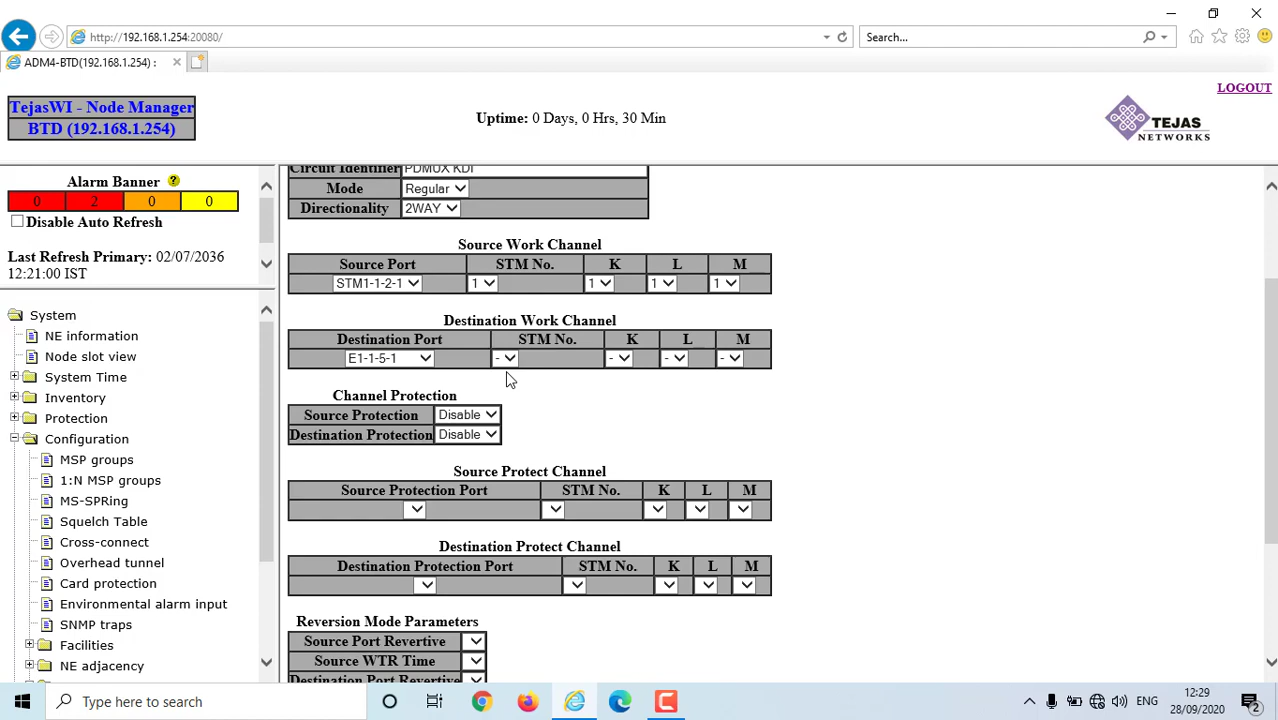 http://192.168.1.254:20080/
Search...
ADM4-BTD(192.168.1.254) :
LOGOUT
TejasWI - Node Manager
BTD (192.168.1.254)
Uptime: 0 Days, 0 Hrs, 30 Min
TEJAS
NETWORKS
Alarm Banner ?
0 2 0 0
Disable Auto Refresh
Last Refresh Primary: 02/07/2036
12:21:00 IST
System
NE information
Node slot view
System Time
Inventory
Protection
Configuration
MSP groups
1:N MSP groups
MS-SPRing
Squelch Table
Cross-connect
Overhead tunnel
Card protection
Environmental alarm input
SNMP traps
Facilities
NE adjacency
Circuit Identifier PDMUX KDI
Mode Regular
Directionality 2WAY
Source Work Channel
Source Port STM No. K L M
STM1-1-2-1 1 1 1 1
Destination Work Channel
Destination Port STM No. K L M
E1-1-5-1 - - - -
Channel Protection
Source Protection Disable
Destination Protection Disable
Source Protect Channel
Source Protection Port STM No. K L M
Destination Protect Channel
Destination Protection Port STM No. K L M
Reversion Mode Parameters
Source Port Revertive
Source WTR Time
Destination Port Revertive
Type here to search
ENG
12:29
28/09/2020
2